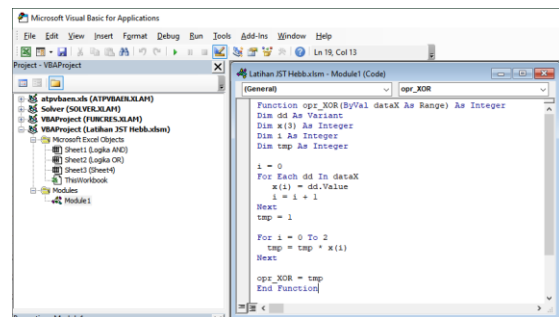 Microsoft Visual Basic for Applications
File Edit View Insert Format Debug Run Tools Add-Ins Window Help
Ln 19, Col 13
Project - VBAProject
atpvbaen.xls (ATPVBAEN.XLAM)
Solver (SOLVER.XLAM)
VBAProject (FUNCRES.XLAM)
VBAProject (Latihan JST Hebb.xlsm)
Microsoft Excel Objects
Sheet1 (Logika AND)
Sheet2 (Logika OR)
Sheet3 (Sheet4)
ThisWorkbook
Modules
Module1
Latihan JST Hebb.xlsm - Module1 (Code)
(General) opr_XOR
Function opr_XOR(ByVal dataX As Range) As Integer
Dim dd As Variant
Dim x(3) As Integer
Dim i As Integer
Dim tmp As Integer
i = 0
For Each dd In dataX
x(i) = dd.Value
i = i + 1
Next
tmp = 1
For i = 0 To 2
tmp = tmp * x(i)
Next
opr_XOR = tmp
End Function